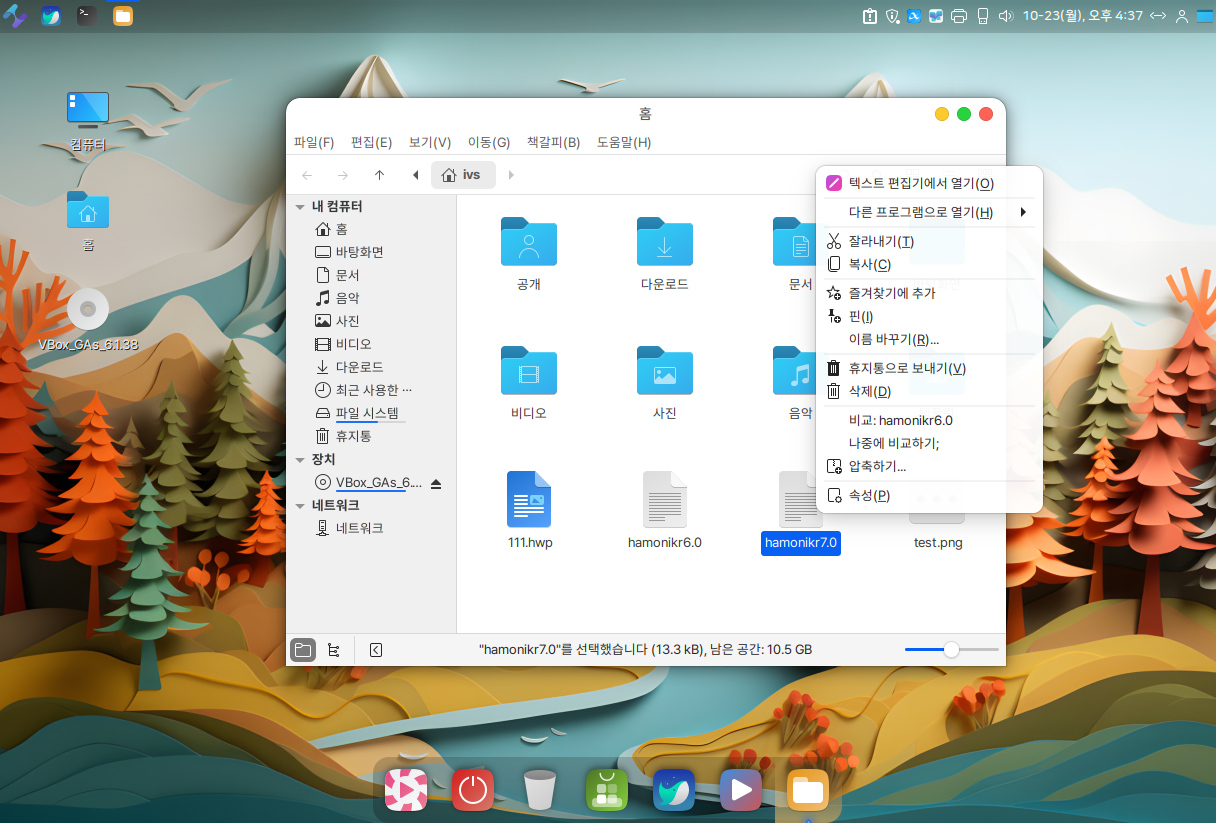 10-23(월), 오후 4:37
컴퓨터
홈
VBox_GAs_6.1.38
홈
파일(F) 편집(E) 보기(V) 이동(G) 책갈피(B) 도움말(H)
ivs
내 컴퓨터
홈
바탕화면
문서
음악
사진
비디오
다운로드
최근 사용한 ...
파일 시스템
휴지통
장치
VBox_GAs_6....
네트워크
네트워크
공개 다운로드 문서
비디오 사진 음악
111.hwp hamonikr6.0 hamonikr7.0 test.png
텍스트 편집기에서 열기(O)
다른 프로그램으로 열기(H)
잘라내기(T)
복사(C)
즐겨찾기에 추가
핀(I)
이름 바꾸기(R)...
휴지통으로 보내기(V)
삭제(D)
비교: hamonikr6.0
나중에 비교하기;
압축하기...
속성(P)
"hamonikr7.0"를 선택했습니다 (13.3 kB), 남은 공간: 10.5 GB